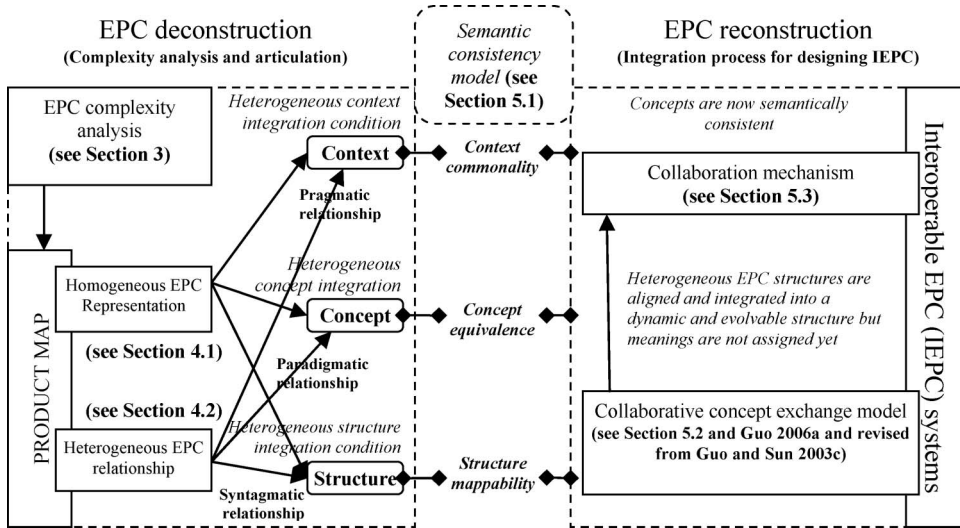 EPC deconstruction
(Complexity analysis and articulation)
EPC complexity
analysis
(see Section 3)
PRODUCT MAP
Homogeneous EPC
Representation
(see Section 4.1)
(see Section 4.2)
Heterogeneous EPC
relationship
Heterogeneous context
integration condition
Context
Pragmatic
relationship
Heterogeneous
concept integration
Concept
Paradigmatic
relationship
Heterogeneous structure
integration condition
Structure
Syntagmatic
relationship
Semantic
consistency
model (see
Section 5.1)
Context
commonality
Concept
equivalence
Structure
mappability
EPC reconstruction
(Integration process for designing IEPC)
Concepts are now semantically
consistent
Collaboration mechanism
(see Section 5.3)
Heterogeneous EPC structures are
aligned and integrated into a
dynamic and evolvable structure but
meanings are not assigned yet
Collaborative concept exchange model
(see Section 5.2 and Guo 2006a and revised
from Guo and Sun 2003c)
Interoperable EPC (IEPC) systems